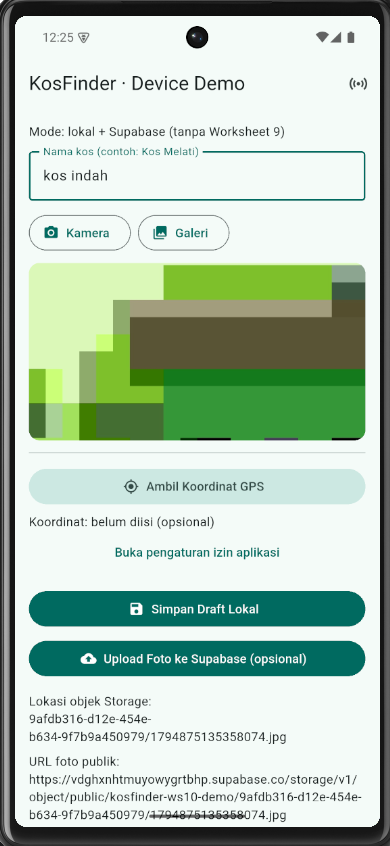 12:25
KosFinder · Device Demo
Mode: lokal + Supabase (tanpa Worksheet 9)
Nama kos (contoh: Kos Melati)
kos indah
Kamera
Galeri
Ambil Koordinat GPS
Koordinat: belum diisi (opsional)
Buka pengaturan izin aplikasi
Simpan Draft Lokal
Upload Foto ke Supabase (opsional)
Lokasi objek Storage:
9afdb316-d12e-454e-
b634-9f7b9a450979/1794875135358074.jpg
URL foto publik:
https://vdghxnhtmuyowygrtbhp.supabase.co/storage/v1/
object/public/kosfinder-ws10-demo/9afdb316-d12e-454e-
b634-9f7b9a450979/1794875135358074.jpg